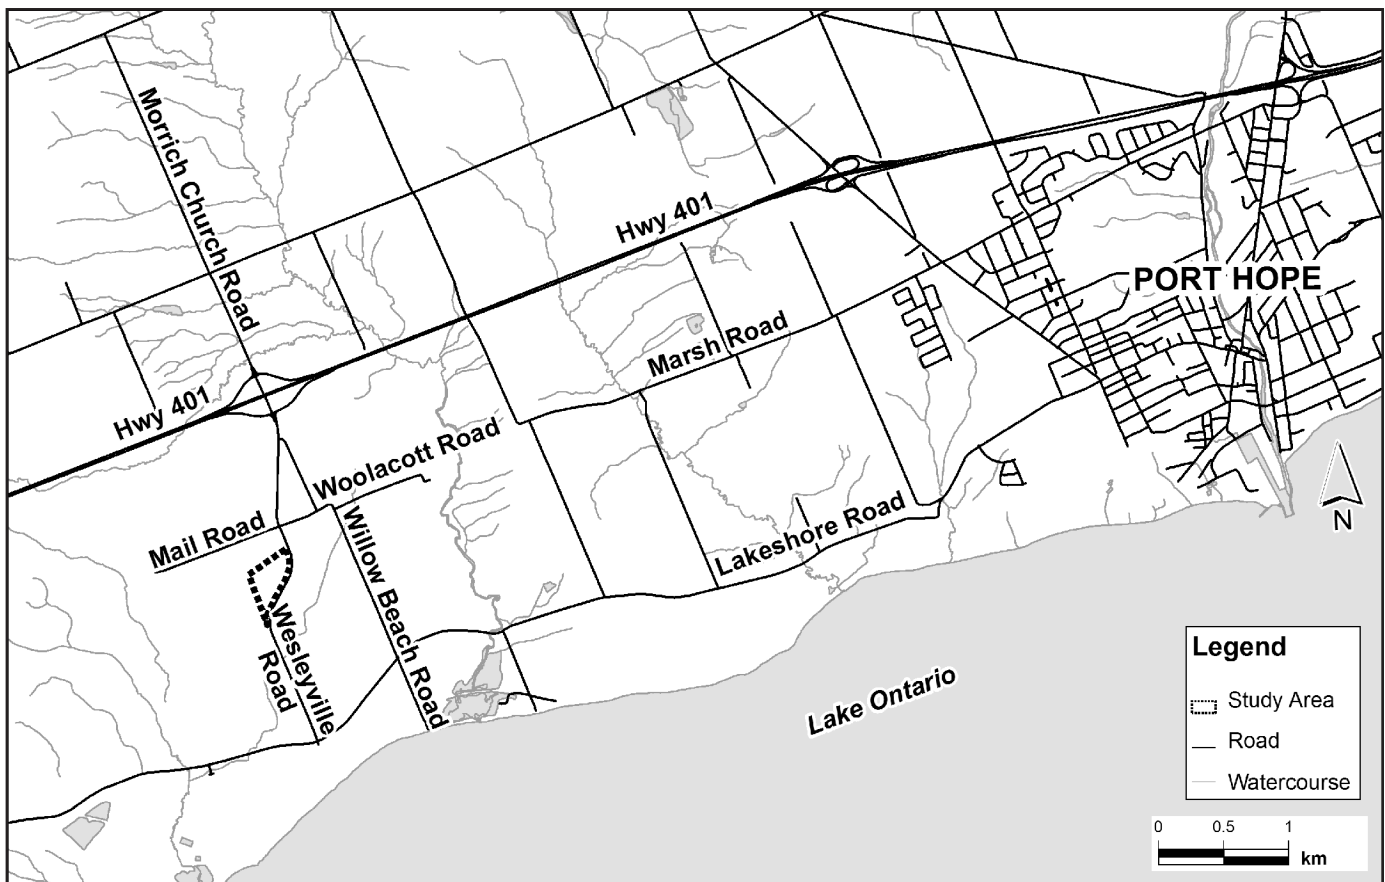 Morrich Church Road
Hwy 401
PORT HOPE
Marsh Road
Hwy 401
Woolacott Road
Mail Road
Willow Beach Road
Lakeshore Road
N
Wesleyville
Road
Lake Ontario
Legend
Study Area
Road
Watercourse
0 0.5 1
km